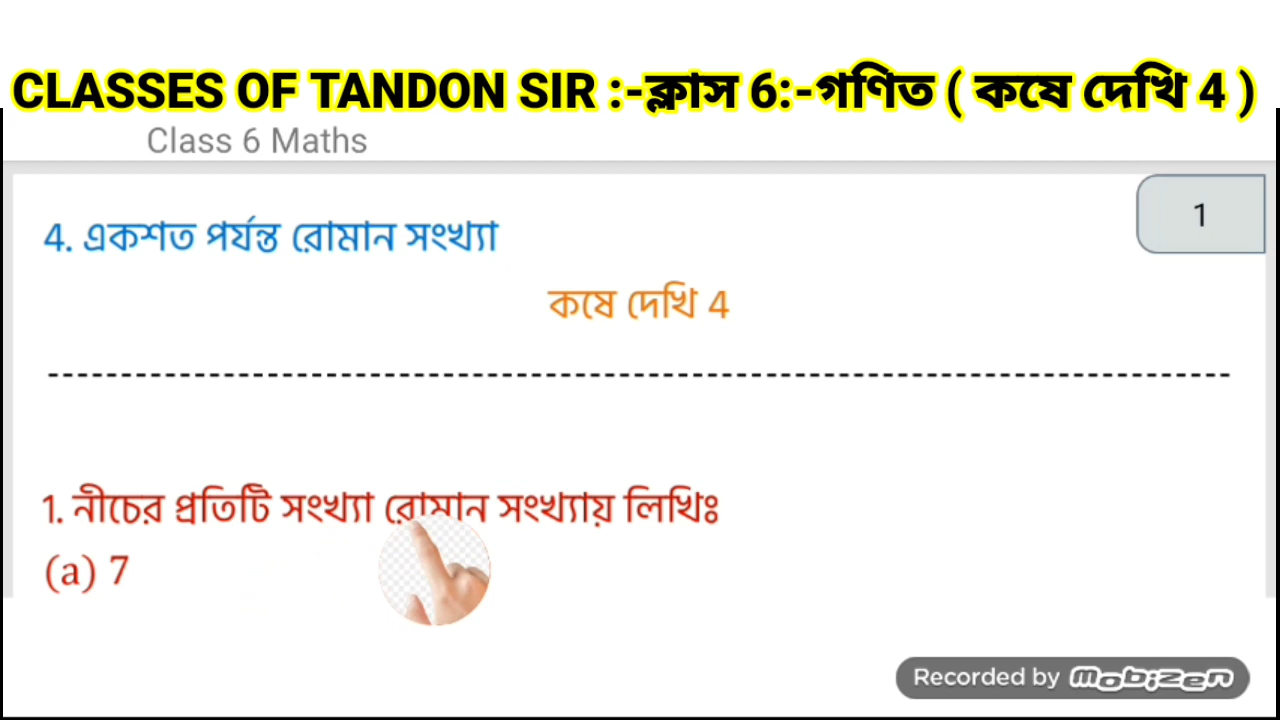 CLASSES OF TANDON SIR :-ক্লাস 6:-গণিত ( কষে দেখি 4 )
Class 6 Maths
1
4. একশত পর্যন্ত রোমান সংখ্যা
কষে দেখি 4
1. নীচের প্রতিটি সংখ্যা রোমান সংখ্যায় লিখিঃ
(a) 7
Recorded by Mobizen